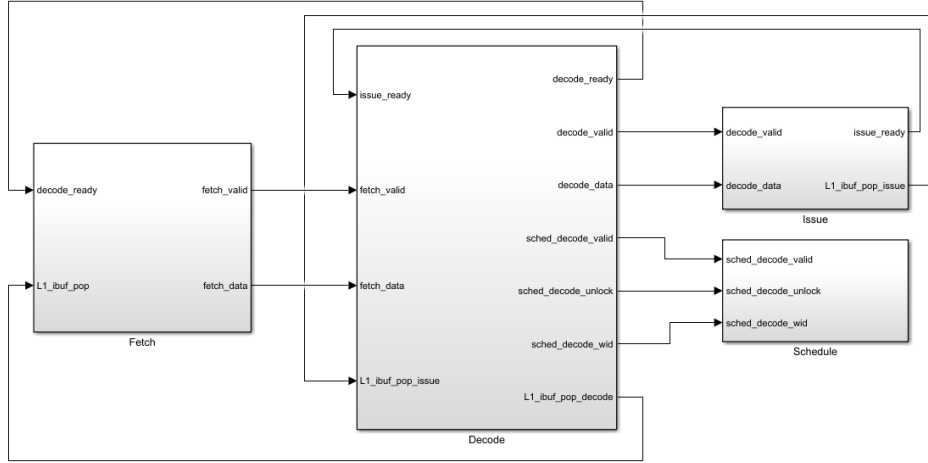 decode_ready
L1_ibuf_pop
fetch_valid
fetch_data
Fetch
issue_ready
fetch_valid
fetch_data
L1_ibuf_pop_issue
decode_ready
decode_valid
decode_data
sched_decode_valid
sched_decode_unlock
sched_decode_wid
L1_ibuf_pop_decode
Decode
decode_valid
decode_data
issue_ready
L1_ibuf_pop_issue
Issue
sched_decode_valid
sched_decode_unlock
sched_decode_wid
Schedule